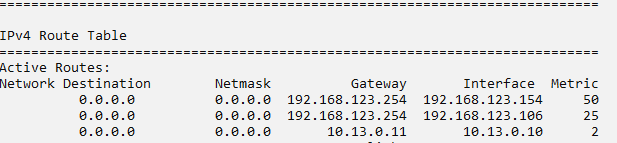 ===========================================================================
IPv4 Route Table
===========================================================================
Active Routes:
Network Destination        Netmask          Gateway       Interface  Metric
          0.0.0.0          0.0.0.0  192.168.123.254  192.168.123.154     50
          0.0.0.0          0.0.0.0  192.168.123.254  192.168.123.106     25
          0.0.0.0          0.0.0.0       10.13.0.11       10.13.0.10      2